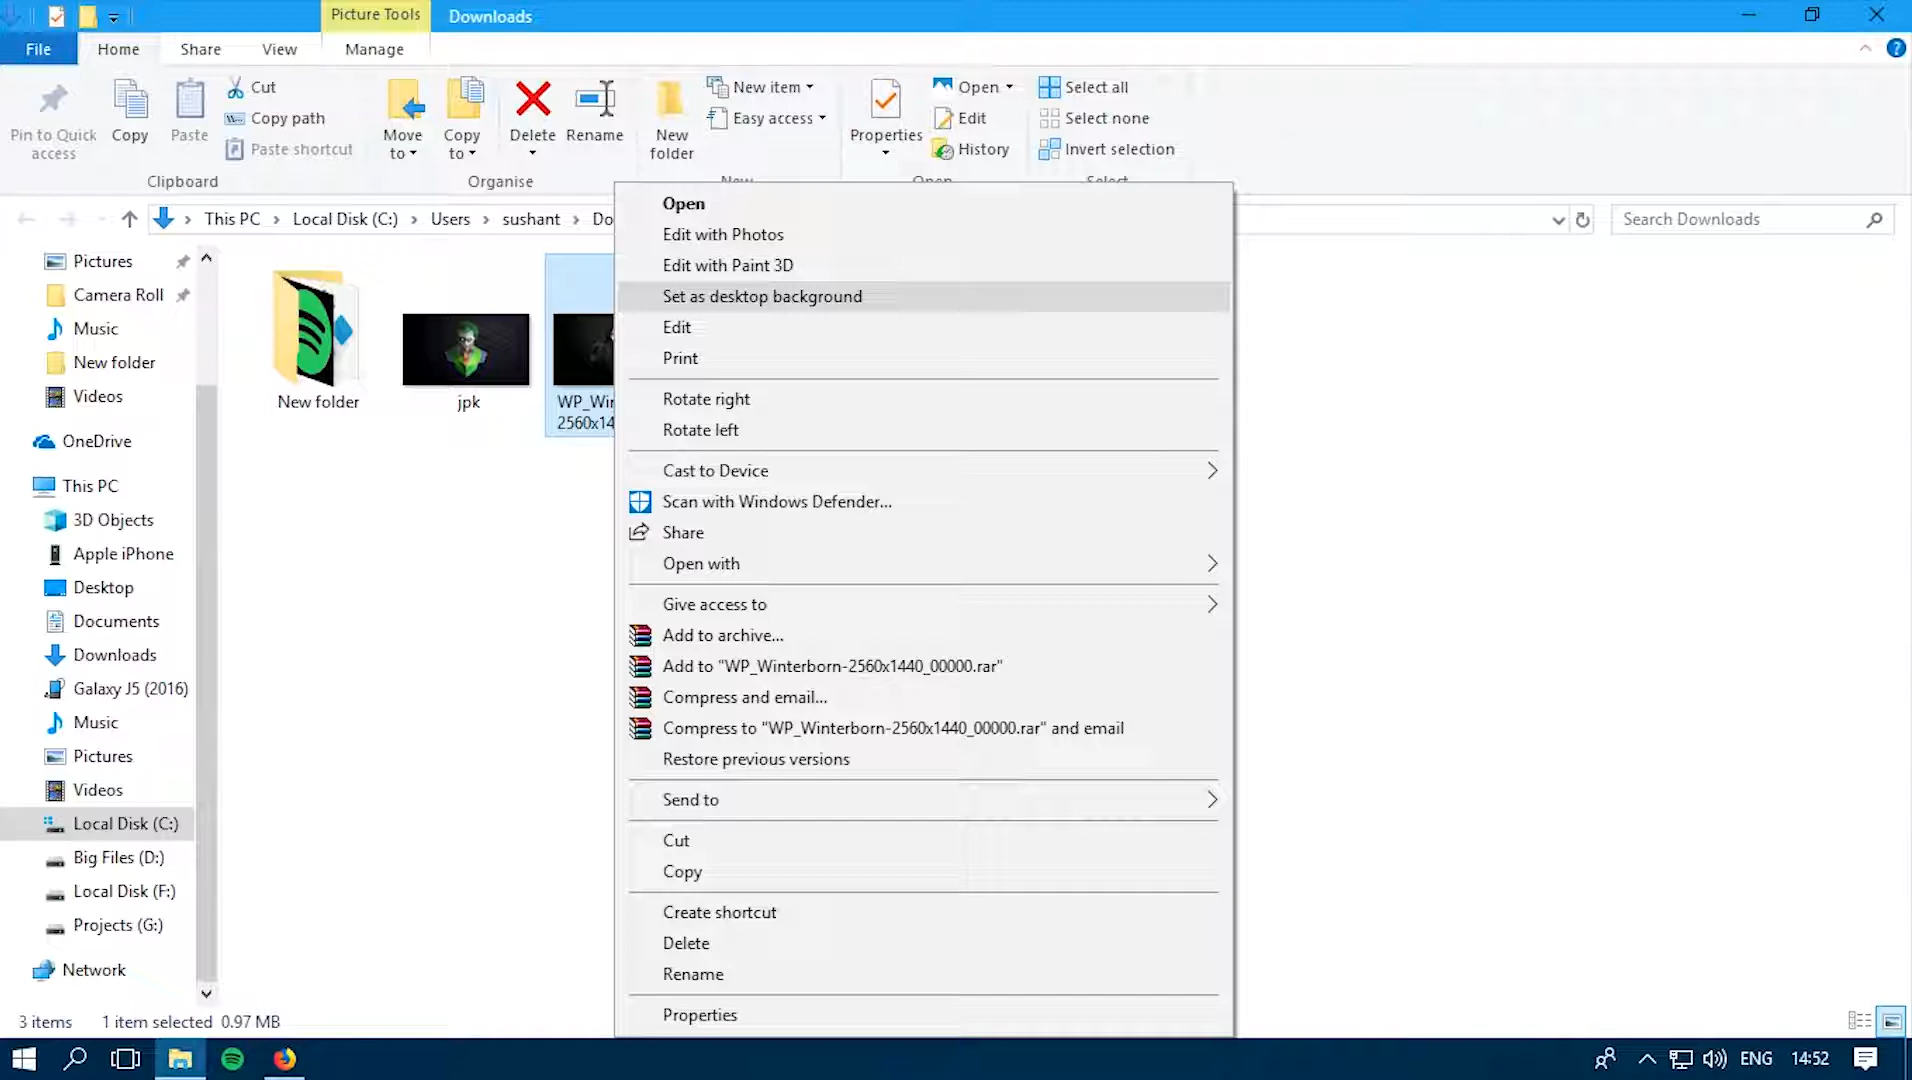 Picture Tools
Downloads
File
Home
Share
View
Manage
Pin to Quick
access
Copy
Paste
Cut
Copy path
Paste shortcut
Clipboard
Move
to
Copy
to
Delete
Rename
Organise
New
folder
New item
Easy access
New
Properties
Open
Edit
History
Open
Select all
Select none
Invert selection
Select
This PC
Local Disk (C:)
Users
sushant
Do
Search Downloads
Pictures
Camera Roll
Music
New folder
Videos
OneDrive
This PC
3D Objects
Apple iPhone
Desktop
Documents
Downloads
Galaxy J5 (2016)
Music
Pictures
Videos
Local Disk (C:)
Big Files (D:)
Local Disk (F:)
Projects (G:)
Network
New folder
jpk
WP_Win
2560x14
Open
Edit with Photos
Edit with Paint 3D
Set as desktop background
Edit
Print
Rotate right
Rotate left
Cast to Device
Scan with Windows Defender...
Share
Open with
Give access to
Add to archive...
Add to "WP_Winterborn-2560x1440_00000.rar"
Compress and email...
Compress to "WP_Winterborn-2560x1440_00000.rar" and email
Restore previous versions
Send to
Cut
Copy
Create shortcut
Delete
Rename
Properties
3 items
1 item selected 0.97 MB
ENG
14:52